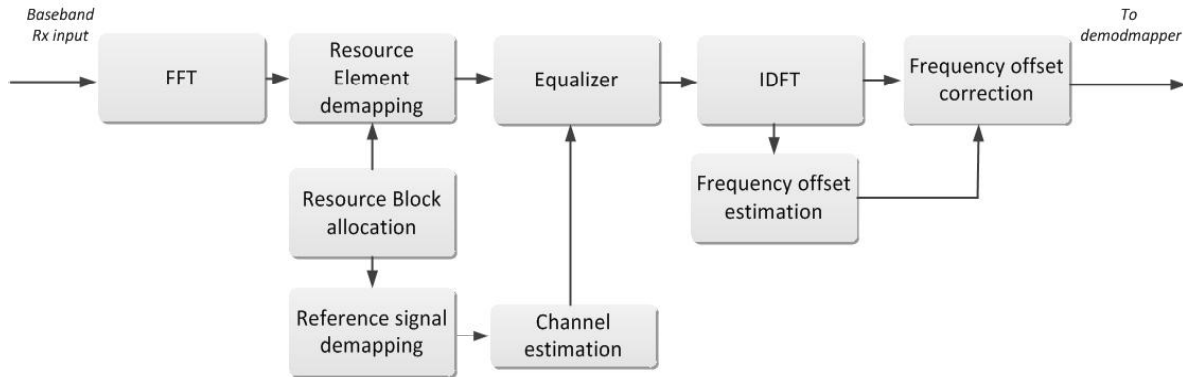 Baseband
Rx input
FFT
Resource
Element
demapping
Equalizer
IDFT
Frequency offset
correction
To
demodmapper
Resource Block
allocation
Frequency offset
estimation
Reference signal
demapping
Channel
estimation